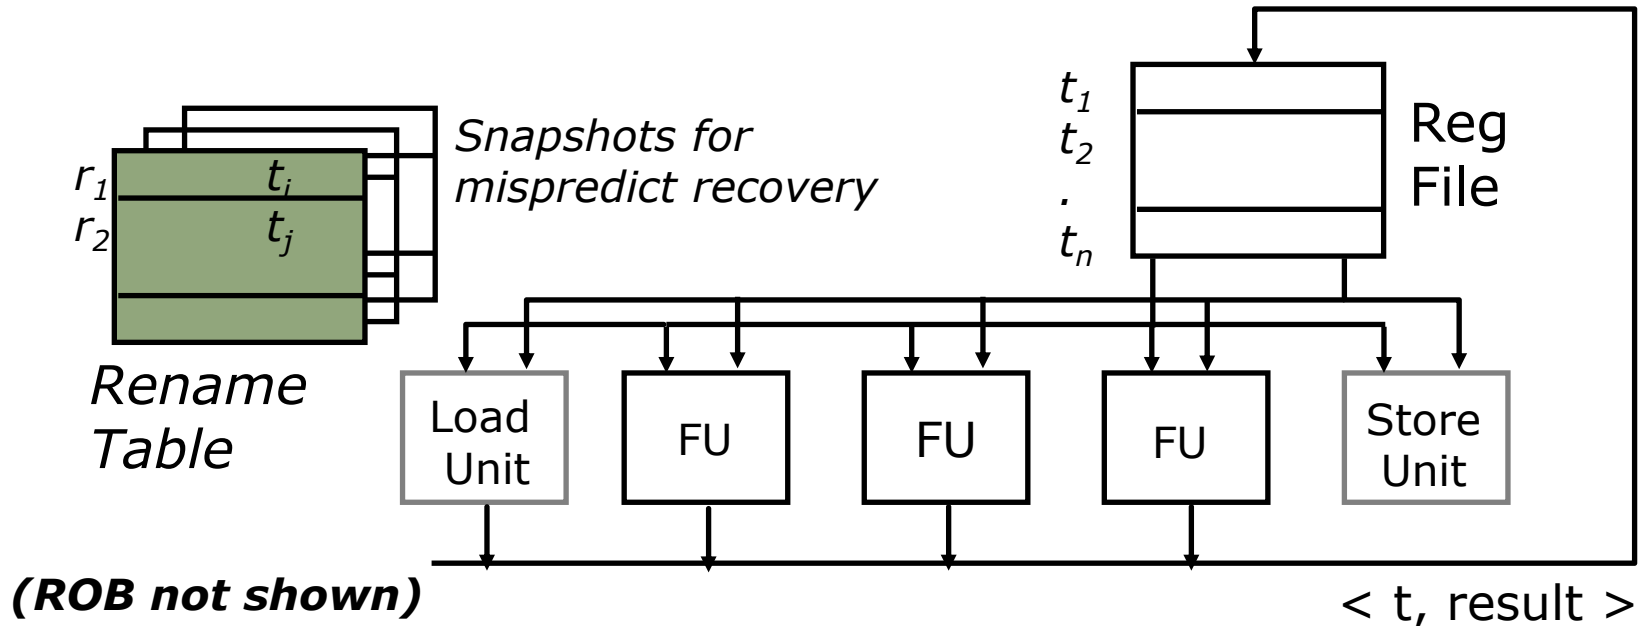 Snapshots for
mispredict recovery
r1 ti
r2 tj
Rename
Table
t1
t2
.
tn
Reg
File
Load
Unit
FU
FU
FU
Store
Unit
(ROB not shown)
< t, result >